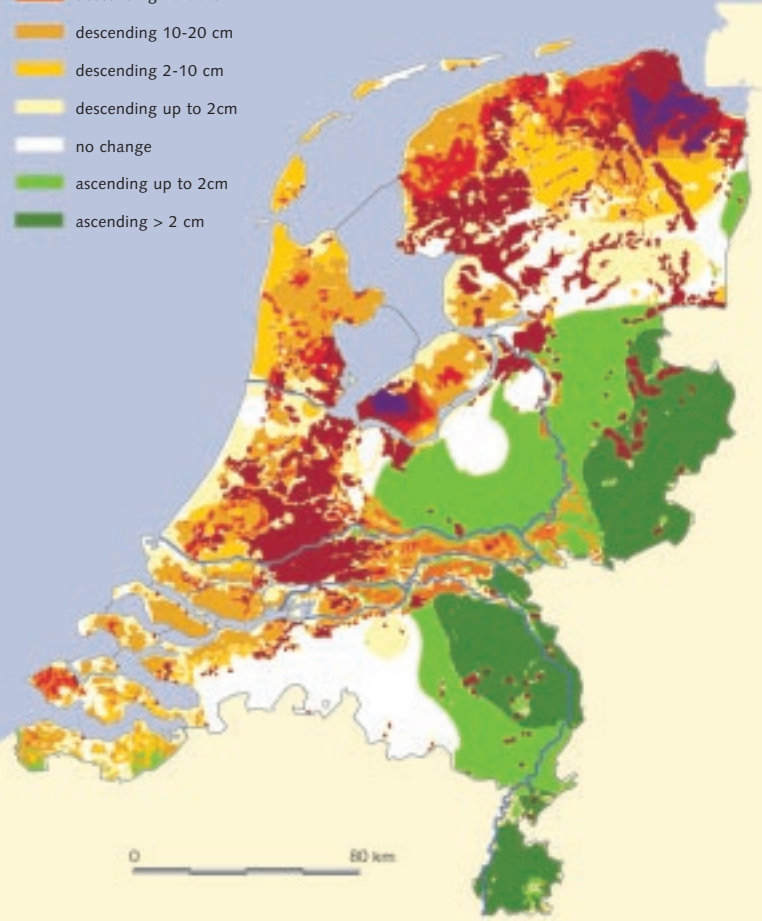 descending 10-20 cm
descending 2-10 cm
descending up to 2cm
no change
ascending up to 2cm
ascending > 2 cm
0 80 km